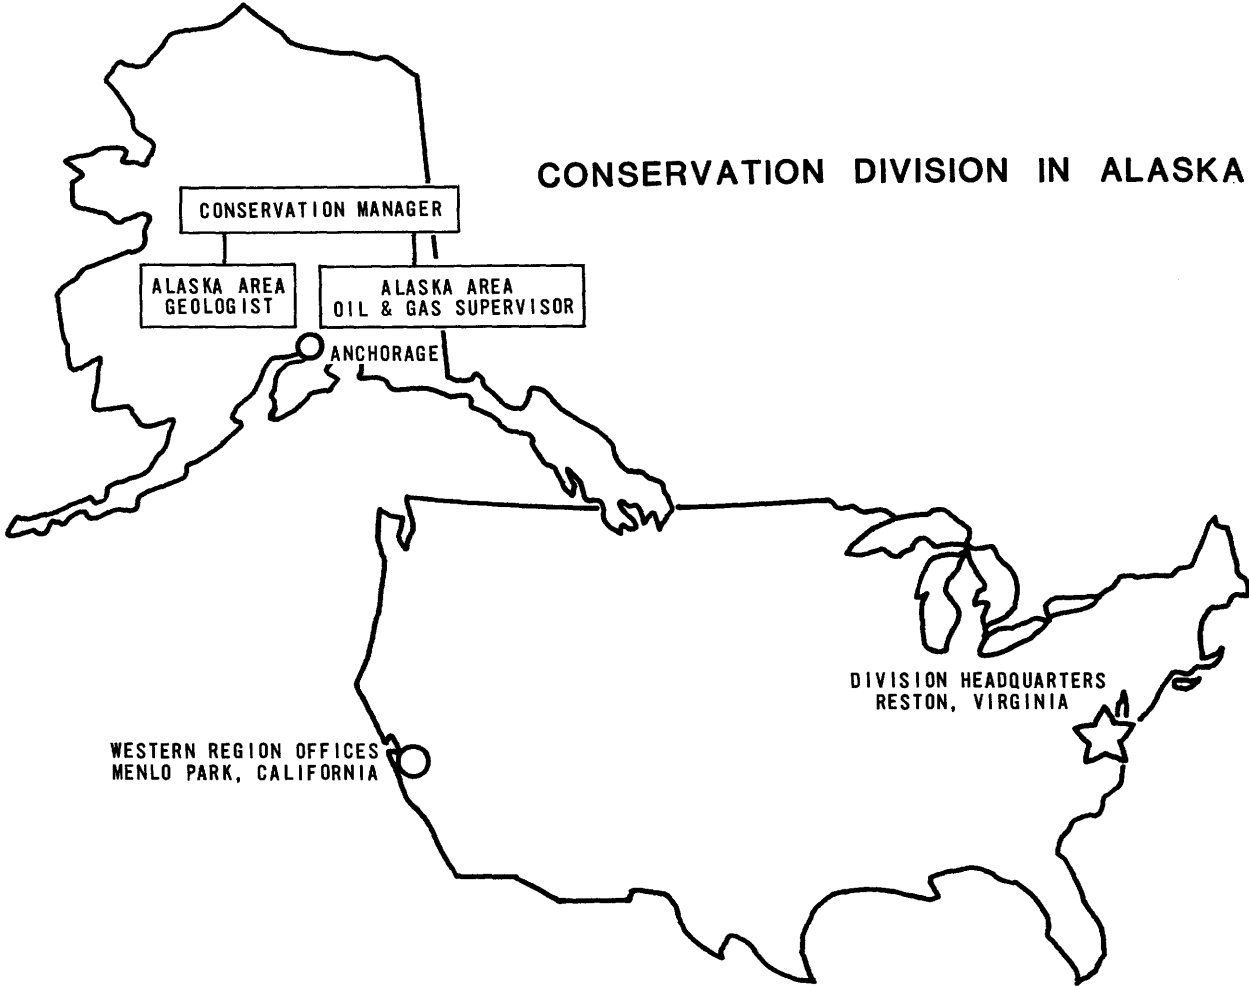 CONSERVATION DIVISION IN ALASKA
CONSERVATION MANAGER
ALASKA AREA
GEOLOGIST
ALASKA AREA
OIL & GAS SUPERVISOR
ANCHORAGE
DIVISION HEADQUARTERS
RESTON, VIRGINIA
WESTERN REGION OFFICES
MENLO PARK, CALIFORNIA